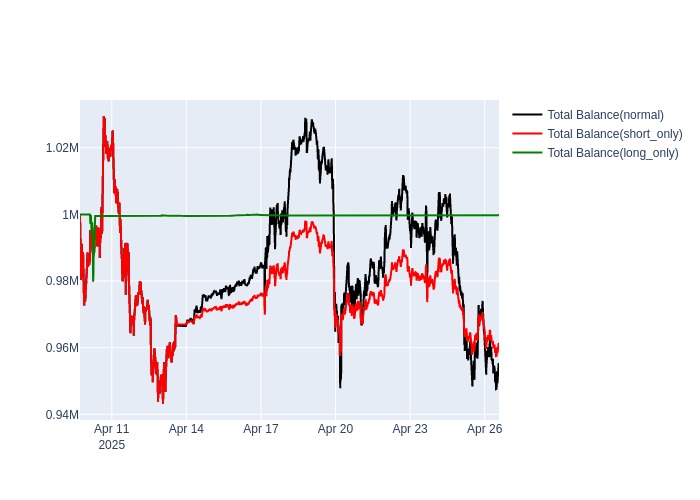 Total Balance(normal)
Total Balance(short_only)
Total Balance(long_only)
1.02M
1M
0.98M
0.96M
0.94M
Apr 11
2025
Apr 14
Apr 17
Apr 20
Apr 23
Apr 26